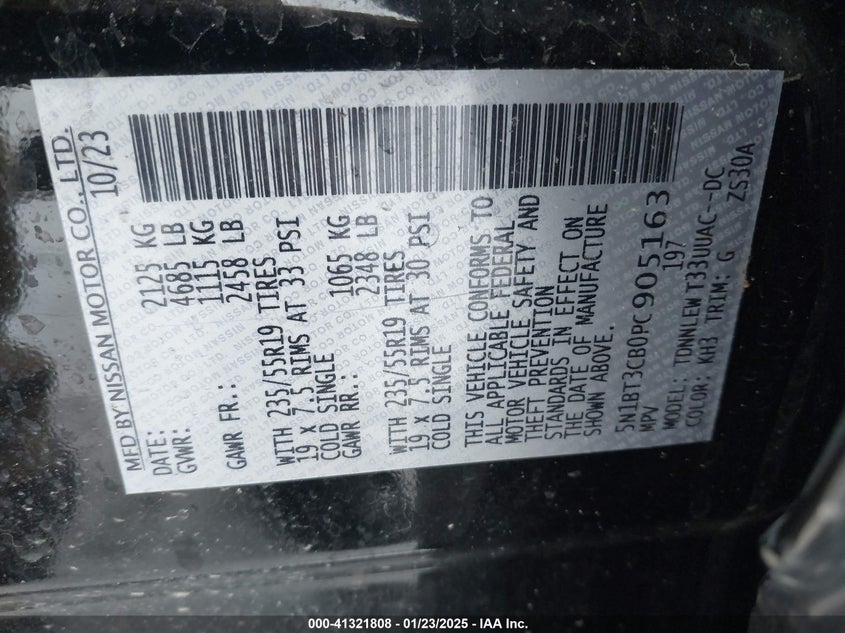 MFD BY NISSAN MOTOR CO., LTD.
DATE: 10/23
GVWR: 2125 KG
4685 LB
GAWR FR.: 1115 KG
2458 LB
WITH 235/55R19 TIRES
19 X 7.5 RIMS AT 33 PSI
COLD SINGLE
GAWR RR.: 1065 KG
2348 LB
WITH 235/55R19 TIRES
19 X 7.5 RIMS AT 30 PSI
COLD SINGLE
THIS VEHICLE CONFORMS TO
ALL APPLICABLE FEDERAL
MOTOR VEHICLE SAFETY AND
THEFT PREVENTION
STANDARDS IN EFFECT ON
THE DATE OF MANUFACTURE
SHOWN ABOVE.
5N1BT3CB0PC905163
MPV 197
MODEL: TDNNLEW T33UUAC--DC
COLOR: KH3 TRIM: G ZS30A
000-41321808 - 01/23/2025 - IAA Inc.